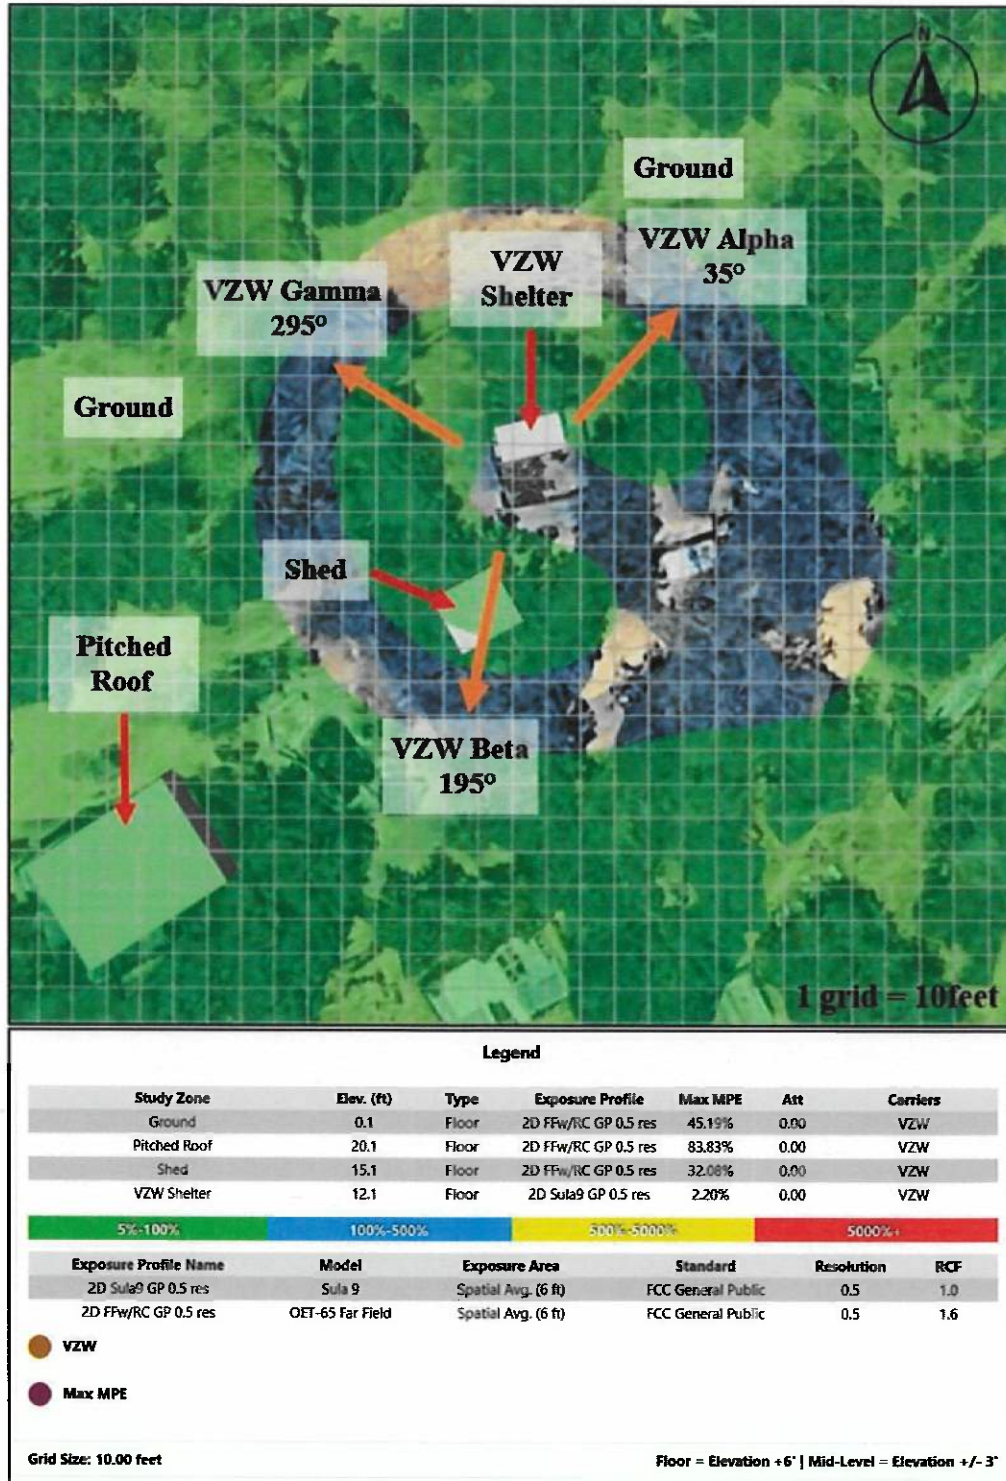 N
Ground
VZW Alpha
35°
VZW
Shelter
VZW Gamma
295°
Ground
Shed
Pitched
Roof
VZW Beta
195°
1 grid = 10feet
Legend
Study Zone Elev. (ft) Type Exposure Profile Max MPE Att Carriers
Ground 0.1 Floor 2D FFw/RC GP 0.5 res 45.19% 0.00 VZW
Pitched Roof 20.1 Floor 2D FFw/RC GP 0.5 res 83.83% 0.00 VZW
Shed 15.1 Floor 2D FFw/RC GP 0.5 res 32.08% 0.00 VZW
VZW Shelter 12.1 Floor 2D Sula9 GP 0.5 res 2.20% 0.00 VZW
5%-100% 100%-500% 500%-5000% 5000%+
Exposure Profile Name Model Exposure Area Standard Resolution RCF
2D Sula9 GP 0.5 res Sula 9 Spatial Avg. (6 ft) FCC General Public 0.5 1.0
2D FFw/RC GP 0.5 res OET-65 Far Field Spatial Avg. (6 ft) FCC General Public 0.5 1.6
VZW
Max MPE
Grid Size: 10.00 feet Floor = Elevation +6' | Mid-Level = Elevation +/- 3'